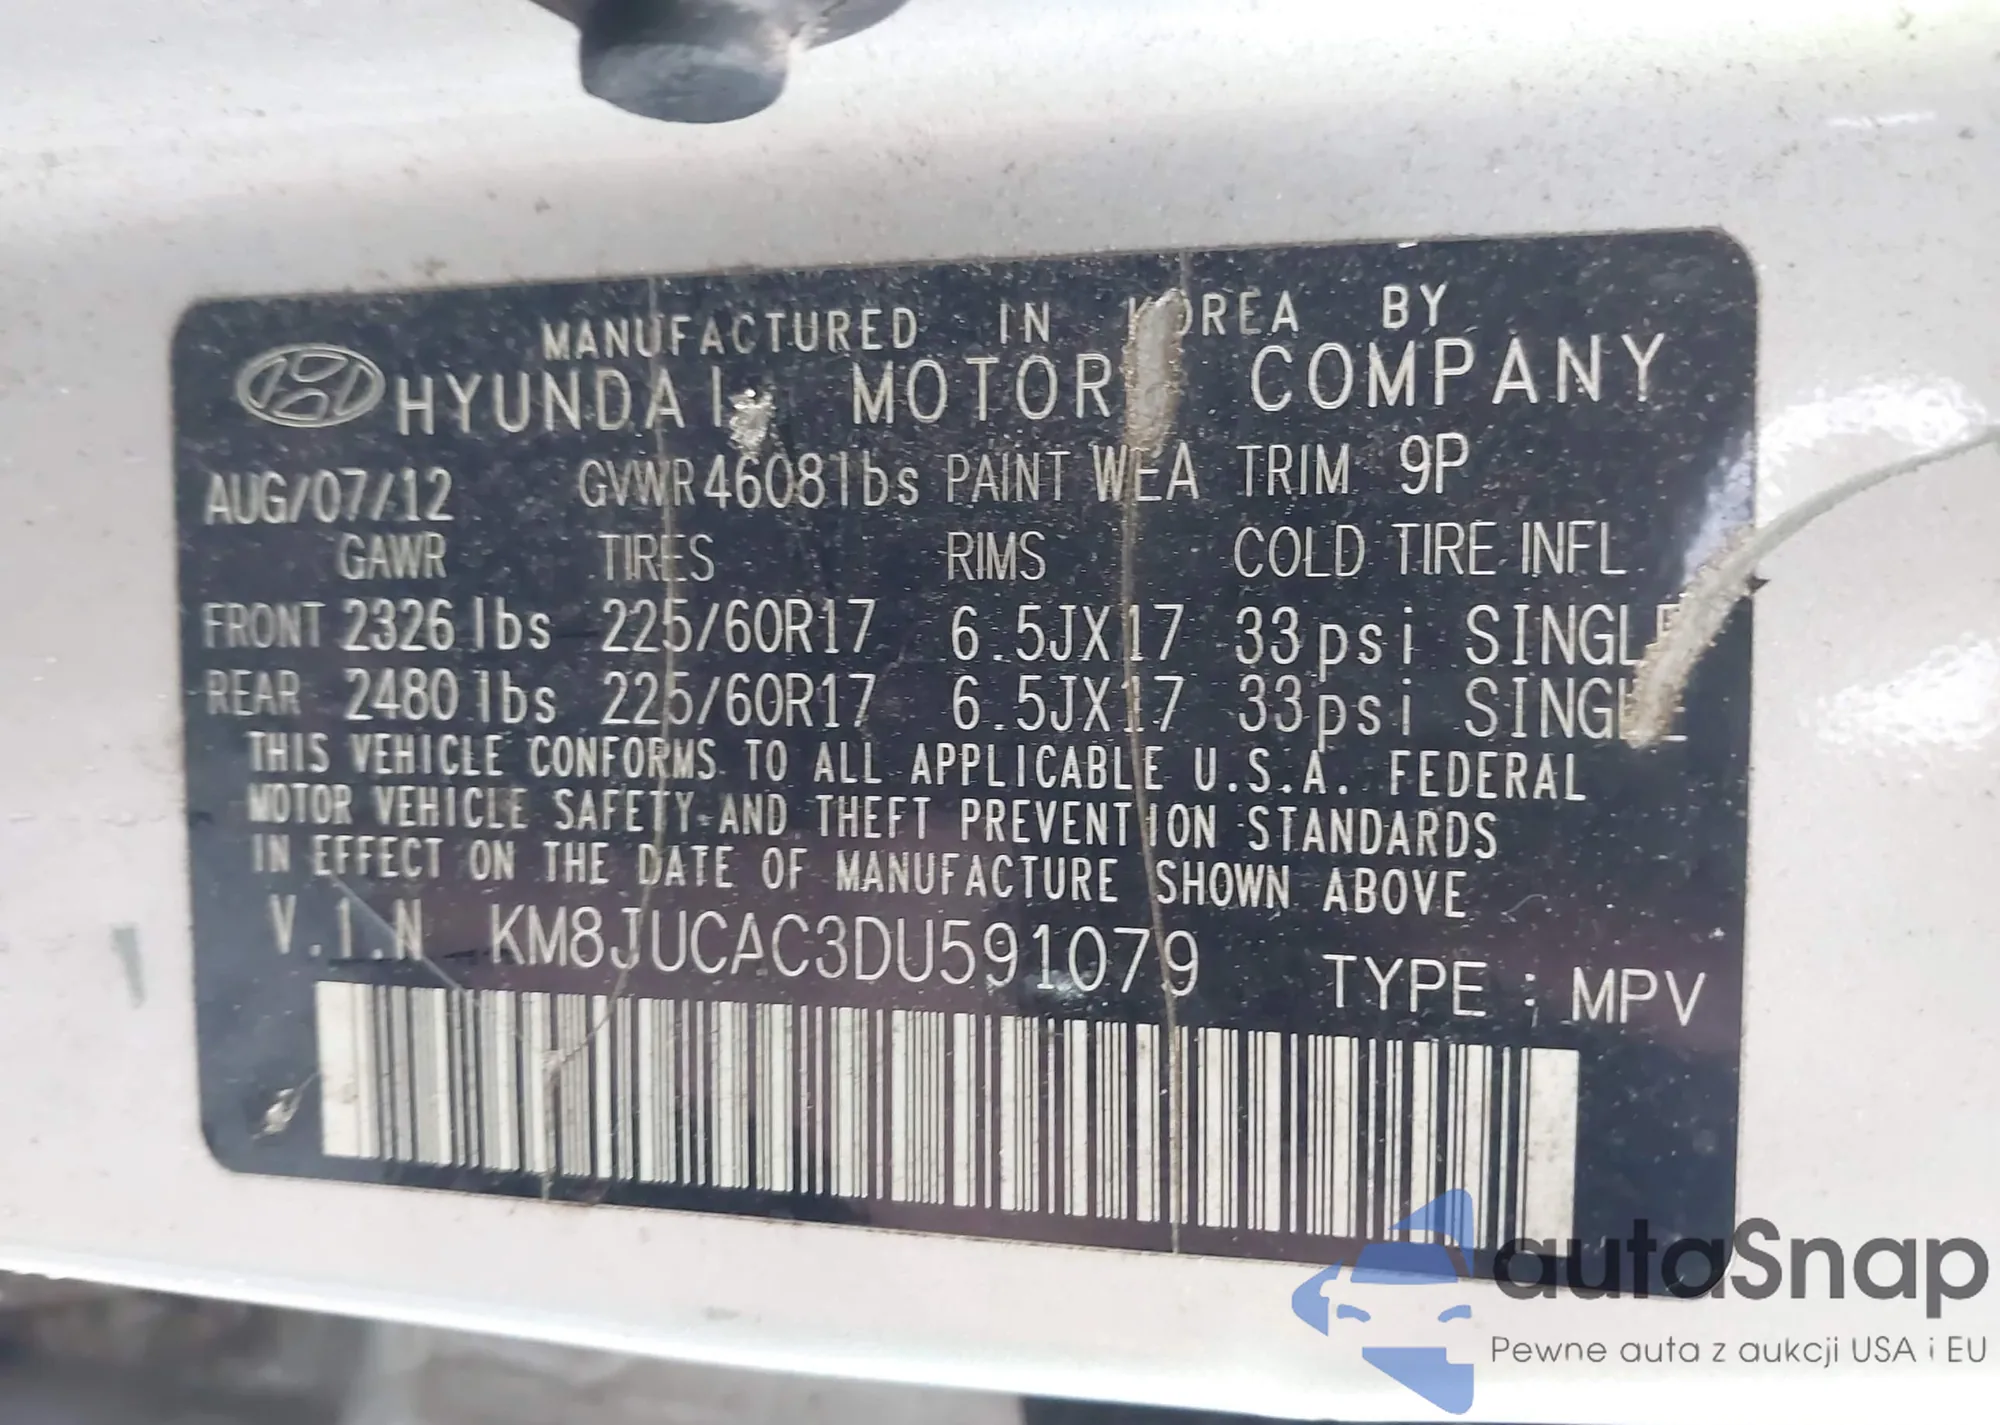 MANUFACTURED IN KOREA BY
HYUNDAI MOTOR COMPANY
AUG/07/12 GVWR 4608lbs PAINT WEA TRIM 9P
GAWR TIRES RIMS COLD TIRE INFL
FRONT 2326 lbs 225/60R17 6.5JX17 33psi SINGLE
REAR 2480 lbs 225/60R17 6.5JX17 33psi SINGLE
THIS VEHICLE CONFORMS TO ALL APPLICABLE U.S.A. FEDERAL
MOTOR VEHICLE SAFETY AND THEFT PREVENTION STANDARDS
IN EFFECT ON THE DATE OF MANUFACTURE SHOWN ABOVE
V.I.N KM8JUCAC3DU591079 TYPE : MPV
autaSnap
Pewne auta z aukcji USA i EU